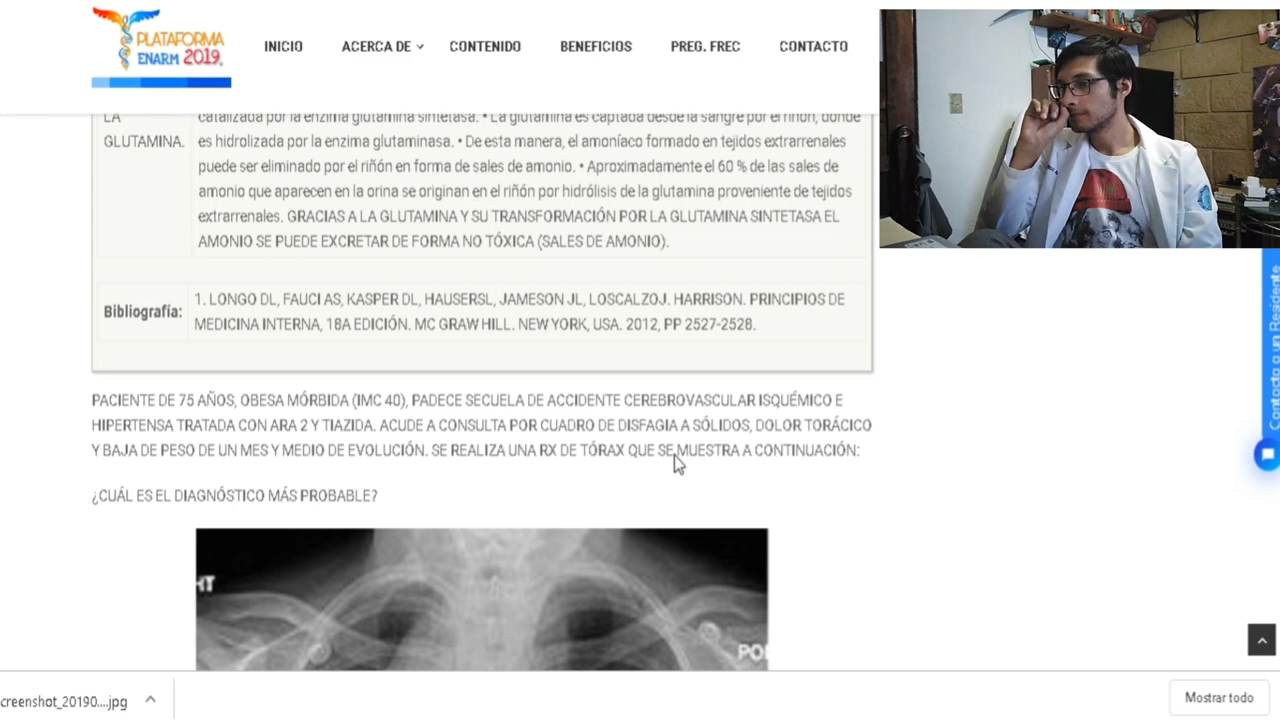 PLATAFORMA
ENARM 2019
INICIO
ACERCA DE
CONTENIDO
BENEFICIOS
PREG. FREC
CONTACTO
LA
GLUTAMINA.
catalizada por la enzima glutamina sintetasa. • La glutamina es captada desde la sangre por el riñón, donde
es hidrolizada por la enzima glutaminasa. • De esta manera, el amoníaco formado en tejidos extrarrenales
puede ser eliminado por el riñón en forma de sales de amonio. • Aproximadamente el 60 % de las sales de
amonio que aparecen en la orina se originan en el riñón por hidrólisis de la glutamina proveniente de tejidos
extrarrenales. GRACIAS A LA GLUTAMINA Y SU TRANSFORMACIÓN POR LA GLUTAMINA SINTETASA EL
AMONIO SE PUEDE EXCRETAR DE FORMA NO TÓXICA (SALES DE AMONIO).
Bibliografía:
1. LONGO DL, FAUCI AS, KASPER DL, HAUSERSL, JAMESON JL, LOSCALZOJ. HARRISON. PRINCIPIOS DE
MEDICINA INTERNA, 18A EDICIÓN. MC GRAW HILL. NEW YORK, USA. 2012, PP 2527-2528.
PACIENTE DE 75 AÑOS, OBESA MÓRBIDA (IMC 40), PADECE SECUELA DE ACCIDENTE CEREBROVASCULAR ISQUÉMICO E
HIPERTENSA TRATADA CON ARA 2 Y TIAZIDA. ACUDE A CONSULTA POR CUADRO DE DISFAGIA A SÓLIDOS, DOLOR TORÁCICO
Y BAJA DE PESO DE UN MES Y MEDIO DE EVOLUCIÓN. SE REALIZA UNA RX DE TÓRAX QUE SE MUESTRA A CONTINUACIÓN:
¿CUÁL ES EL DIAGNÓSTICO MÁS PROBABLE?
HT
PO
Contacta a un Residente
creenshot_20190....jpg
Mostrar todo